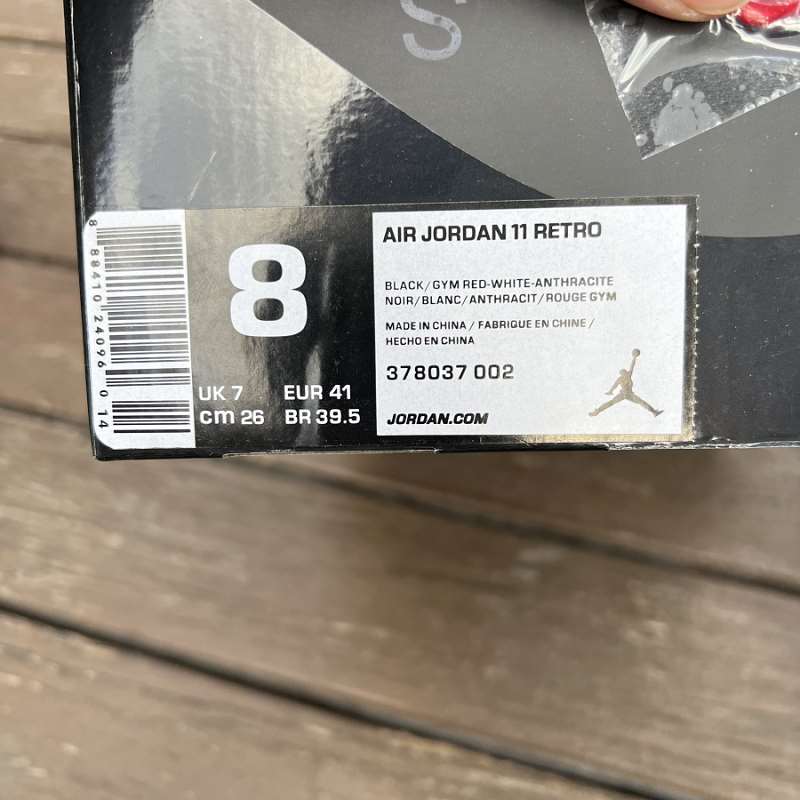 S
888410 24096 0 14
8
UK 7 EUR 41
cm 26 BR 39.5
AIR JORDAN 11 RETRO
BLACK/GYM RED-WHITE-ANTHRACITE
NOIR/BLANC/ANTHRACIT/ROUGE GYM
MADE IN CHINA / FABRIQUE EN CHINE /
HECHO EN CHINA
378037 002
JORDAN.COM